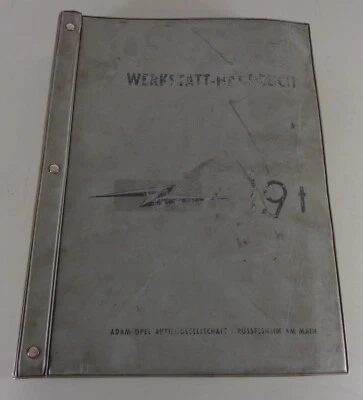 WERKSTATT-HANDBUCH
1,9 t
ADAM OPEL AKTIENGESELLSCHAFT · RÜSSELSHEIM AM MAIN